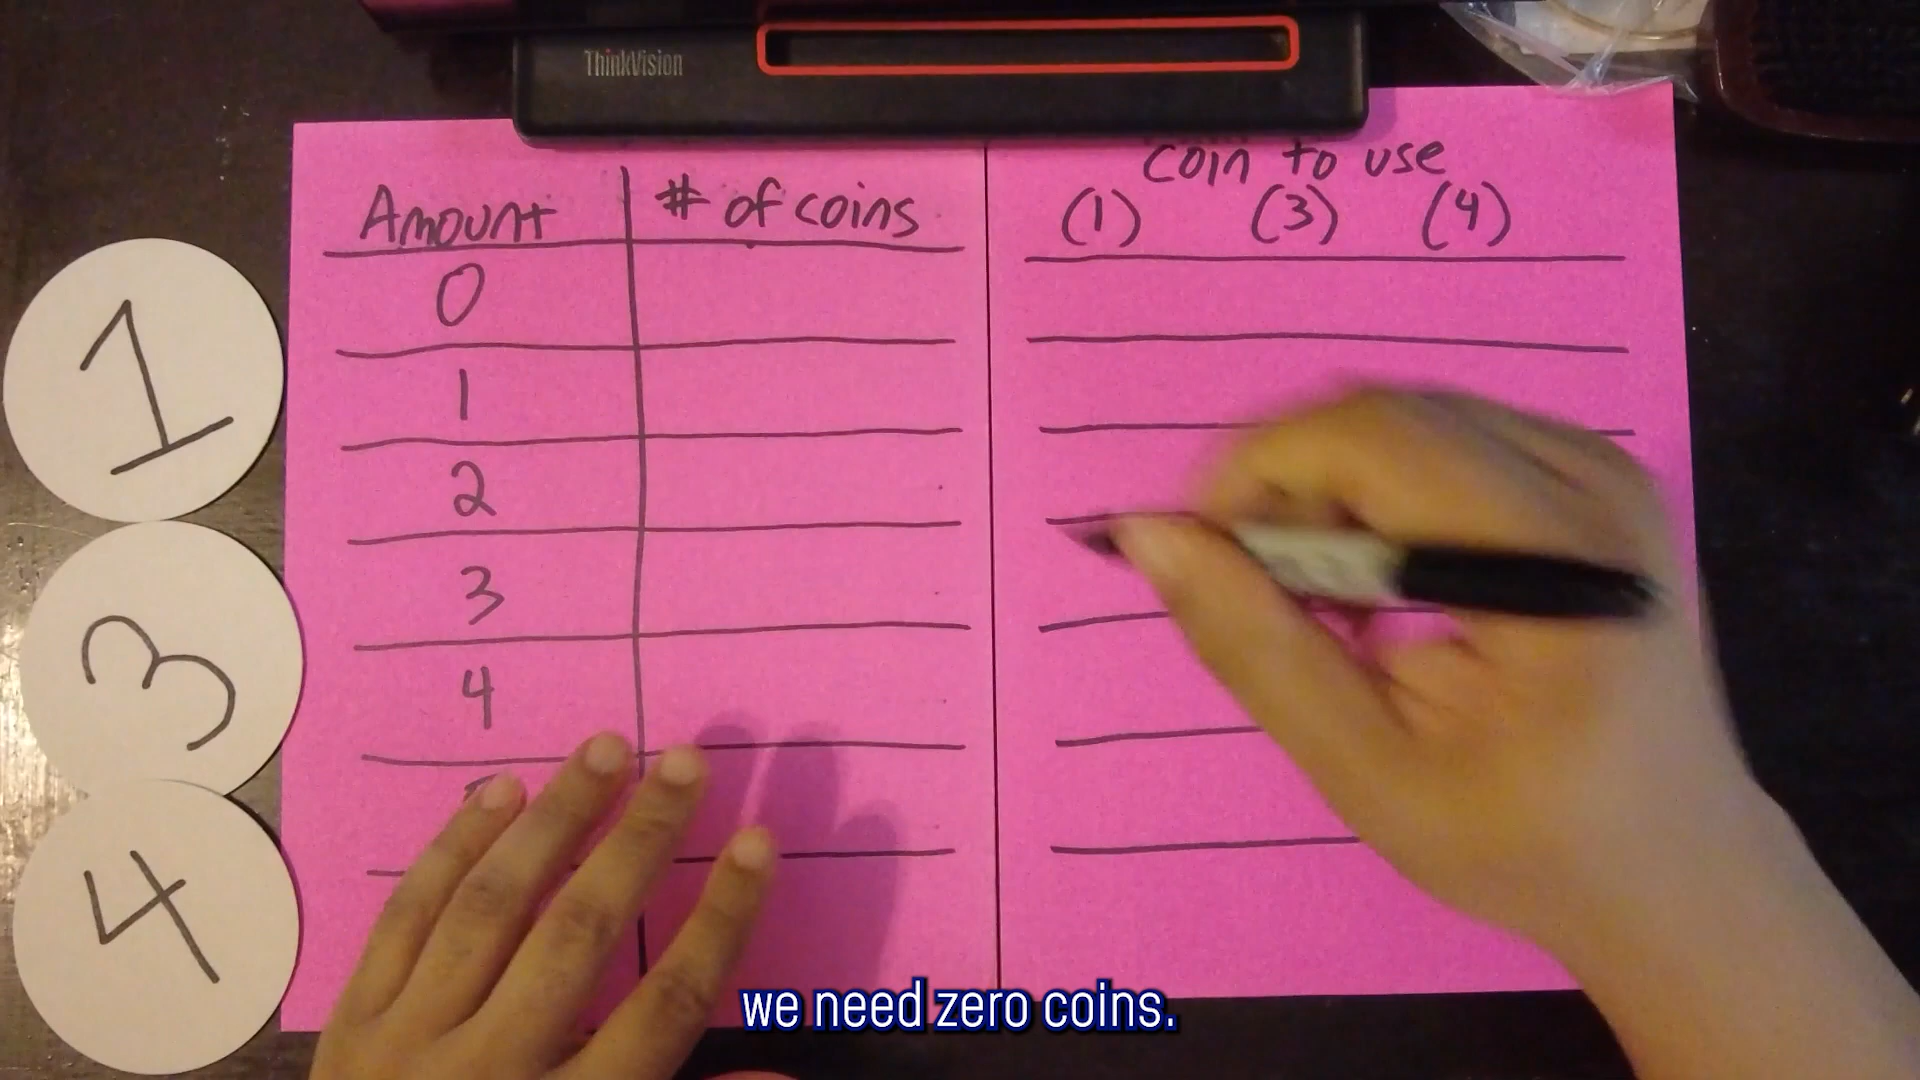 ThinkVision
coin to use
Amount # of coins (1) (3) (4)
0
1
2
3
4
1
3
4
we need zero coins.